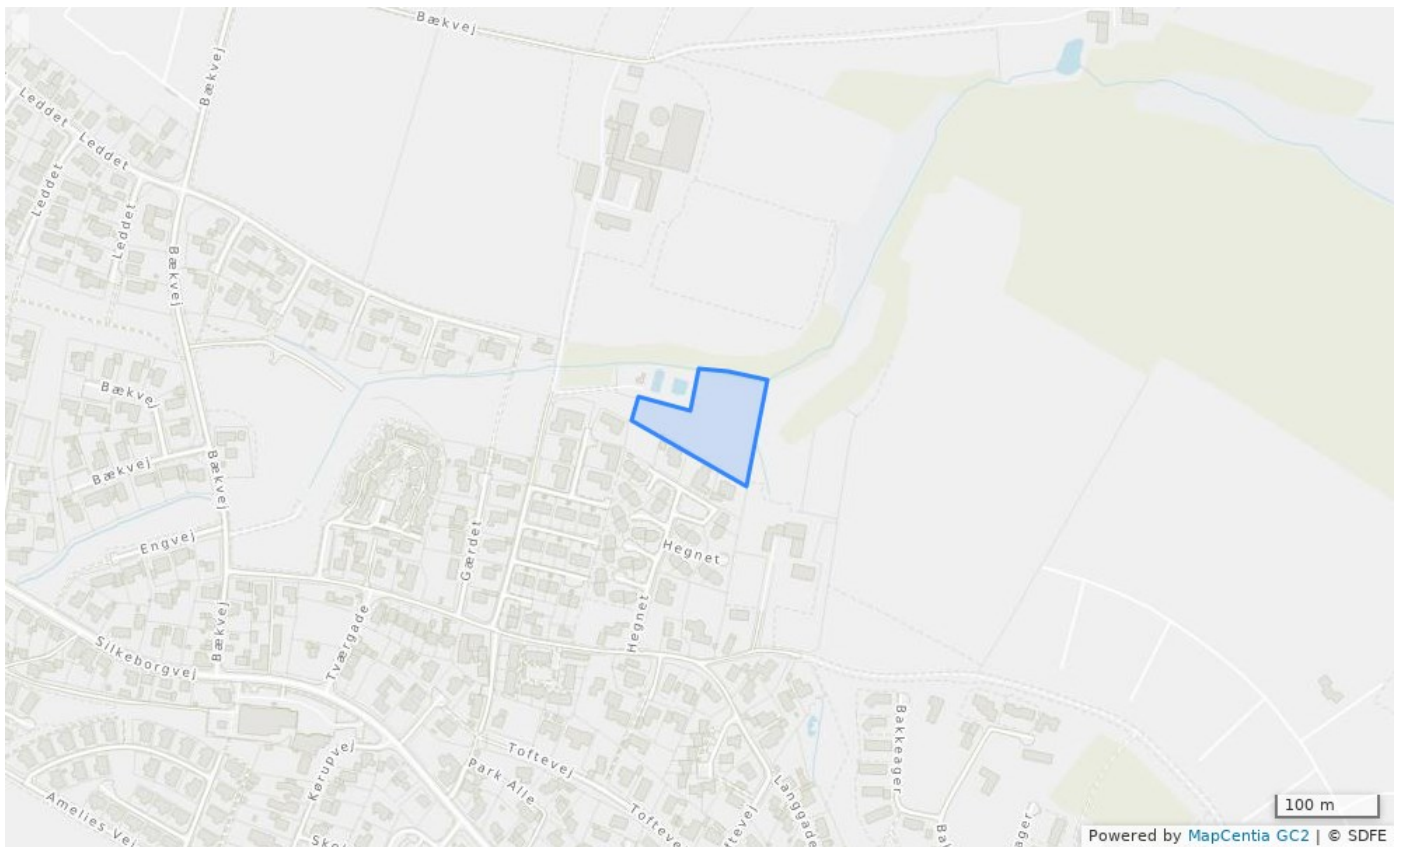 Bækvej
Bækvej
Leddet
Leddet
Leddet
Leddet
Bækvej
Bækvej
Bækvej
Bækvej
Engvej
Gærdet
Hegnet
Hegnet
Bækvej
Tværgade
Silkeborgvej
Kørupvej
Toftevej
Park Alle
Toftevej
Langgade
Bakkeager
Amelies Vej
100 m
Powered by MapCentia GC2 | © SDFE